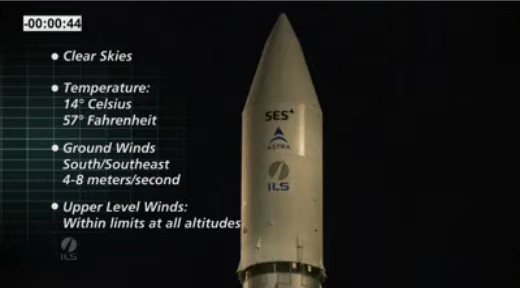 -00:00:44
• Clear Skies
• Temperature:
14° Celsius
57° Fahrenheit
• Ground Winds
South/Southeast
4-8 meters/second
• Upper Level Winds:
Within limits at all altitudes
SES
ASTRA
ILS
ILS